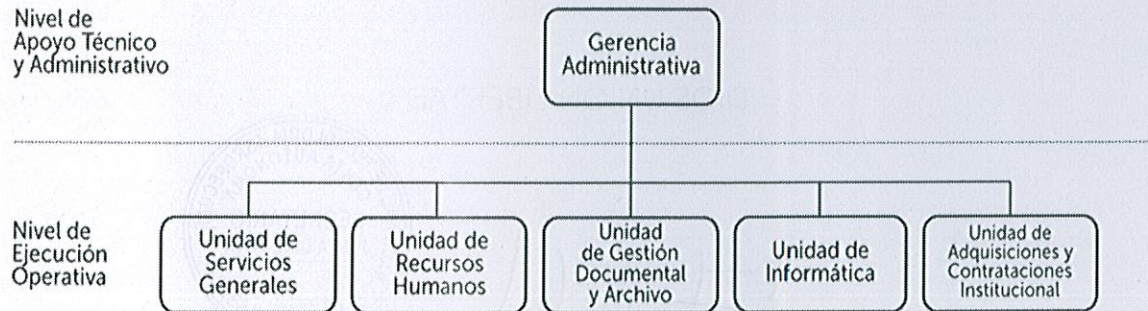 Nivel de
Apoyo Técnico
y Administrativo
Gerencia
Administrativa
Nivel de
Ejecución
Operativa
Unidad de
Servicios
Generales
Unidad de
Recursos
Humanos
Unidad
de Gestión
Documental
y Archivo
Unidad de
Informática
Unidad de
Adquisiciones y
Contrataciones
Institucional